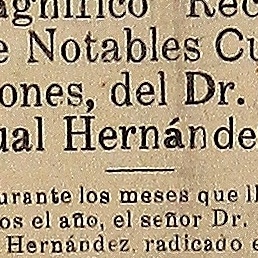 agnífico Rec
e Notables Cu
ones, del Dr.
ual Hernánde
urante los meses que ll
os el año, el señor Dr.
Hernández, radicado e